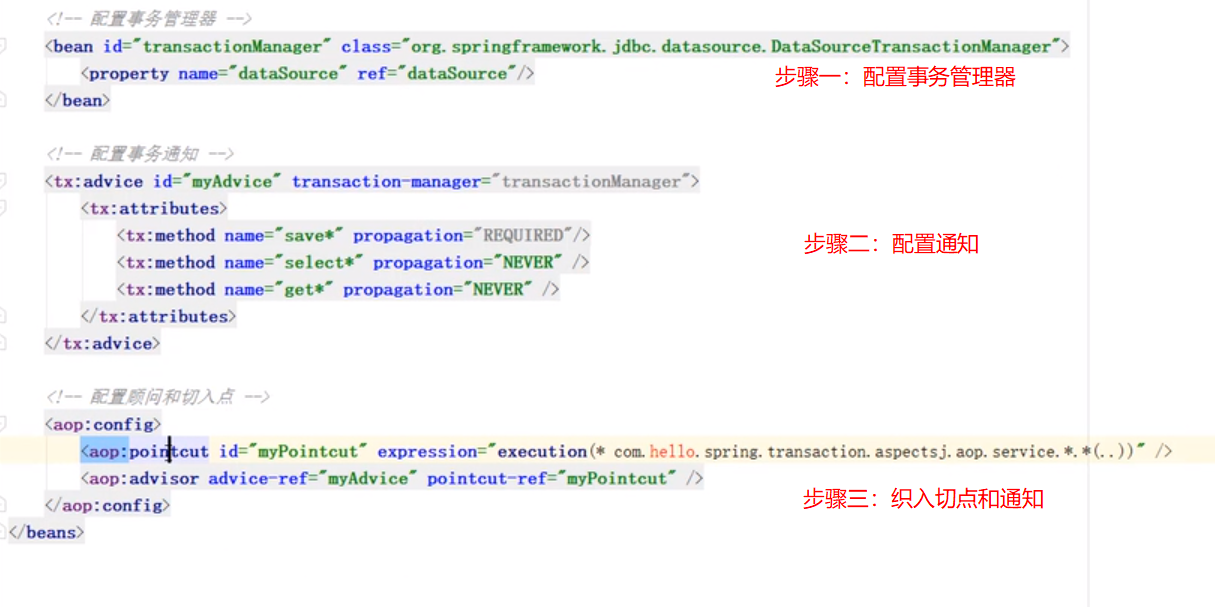 <!-- 配置事务管理器 -->
<bean id="transactionManager" class="org.springframework.jdbc.datasource.DataSourceTransactionManager">
<property name="dataSource" ref="dataSource"/>
步骤一：配置事务管理器
</bean>
<!-- 配置事务通知 -->
<tx:advice id="myAdvice" transaction-manager="transactionManager">
<tx:attributes>
<tx:method name="save*" propagation="REQUIRED"/>
步骤二：配置通知
<tx:method name="select*" propagation="NEVER" />
<tx:method name="get*" propagation="NEVER" />
</tx:attributes>
</tx:advice>
<!-- 配置顾问和切入点 -->
<aop:config>
<aop:pointcut id="myPointcut" expression="execution(* com.hello.spring.transaction.aspectsj.aop.service.*.*(..))" />
<aop:advisor advice-ref="myAdvice" pointcut-ref="myPointcut" />
步骤三：织入切点和通知
</aop:config>
</beans>